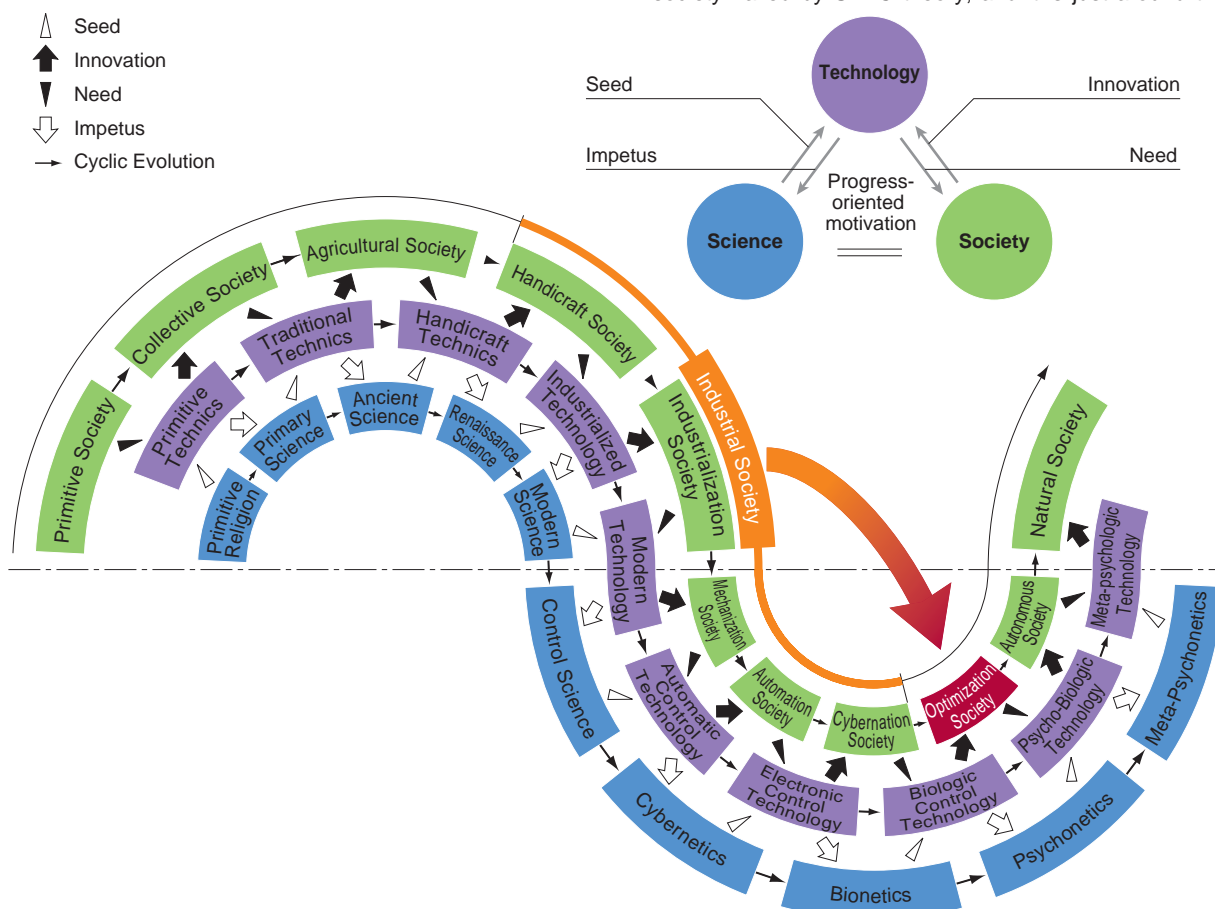 Seed
Innovation
Need
Impetus
Cyclic Evolution
Technology
Seed
Innovation
Impetus
Need
Progress-
oriented
motivation
Science
Society
Primitive Society
Collective Society
Agricultural Society
Handicraft Society
Industrialization
Society
Industrial Society
Primitive
Technics
Traditional
Technics
Handicraft
Technics
Industrialized
Technology
Modern
Technology
Primitive
Religion
Primary
Science
Ancient
Science
Renaissance
Science
Modern
Science
Mechanization
Society
Automation
Society
Cybernation
Society
Optimization
Society
Autonomous
Society
Natural Society
Automatic
Control
Technology
Electronic
Control
Technology
Biologic
Control
Technology
Psycho-Biologic
Technology
Meta-psychologic
Technology
Control Science
Cybernetics
Bionetics
Psychonetics
Meta-Psychonetics